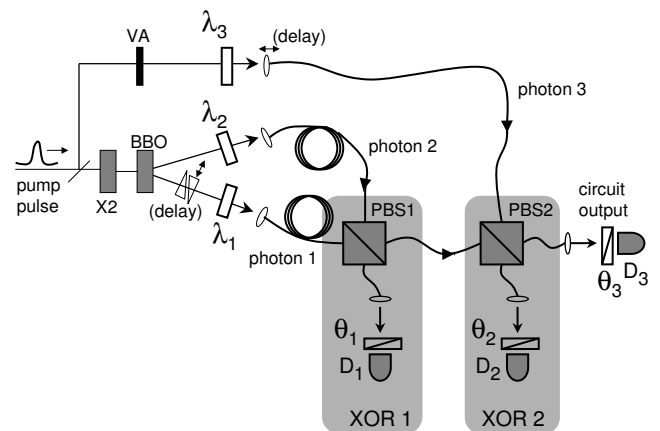 VA
λ3
(delay)
photon 3
λ2
BBO
photon 2
pump
pulse
X2
(delay)
λ1
photon 1
PBS1
PBS2
circuit
output
θ3
D3
θ1
D1
θ2
D2
XOR 1
XOR 2